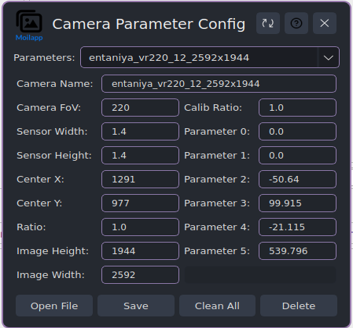 Camera Parameter Config
Moilapp
Parameters: entaniya_vr220_12_2592x1944
Camera Name: entaniya_vr220_12_2592x1944
Camera FoV: 220 Calib Ratio: 1.0
Sensor Width: 1.4 Parameter 0: 0.0
Sensor Height: 1.4 Parameter 1: 0.0
Center X: 1291 Parameter 2: -50.64
Center Y: 977 Parameter 3: 99.915
Ratio: 1.0 Parameter 4: -21.115
Image Height: 1944 Parameter 5: 539.796
Image Width: 2592
Open File Save Clean All Delete